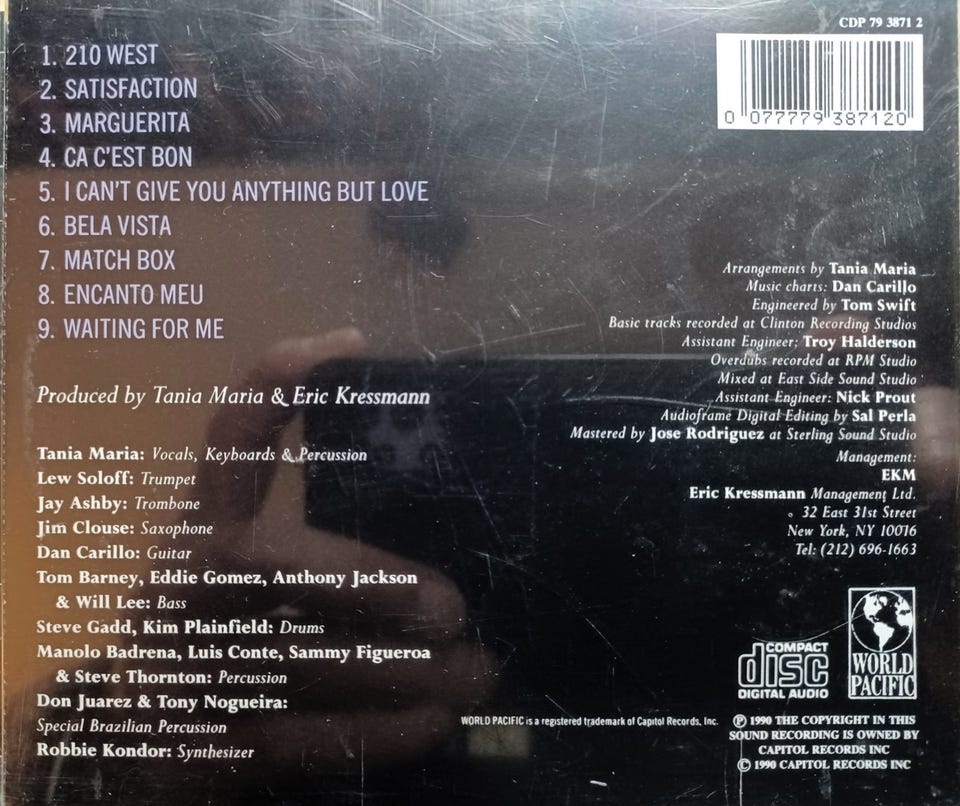 CDP 79 3871 2
0 077779 387120
1. 210 WEST
2. SATISFACTION
3. MARGUERITA
4. CA C'EST BON
5. I CAN'T GIVE YOU ANYTHING BUT LOVE
6. BELA VISTA
7. MATCH BOX
8. ENCANTO MEU
9. WAITING FOR ME
Produced by Tania Maria & Eric Kressmann
Tania Maria: Vocals, Keyboards & Percussion
Lew Soloff: Trumpet
Jay Ashby: Trombone
Jim Clouse: Saxophone
Dan Carillo: Guitar
Tom Barney, Eddie Gomez, Anthony Jackson
& Will Lee: Bass
Steve Gadd, Kim Plainfield: Drums
Manolo Badrena, Luis Conte, Sammy Figueroa
& Steve Thornton: Percussion
Don Juarez & Tony Nogueira:
Special Brazilian Percussion
Robbie Kondor: Synthesizer
Arrangements by Tania Maria
Music charts: Dan Carillo
Engineered by Tom Swift
Basic tracks recorded at Clinton Recording Studios
Assistant Engineer: Troy Halderson
Overdubs recorded at RPM Studio
Mixed at East Side Sound Studio
Assistant Engineer: Nick Prout
Audioframe Digital Editing by Sal Perla
Mastered by Jose Rodriguez at Sterling Sound Studio
Management:
EKM
Eric Kressmann Management Ltd.
32 East 31st Street
New York, NY 10016
Tel: (212) 696-1663
COMPACT
disc
DIGITAL AUDIO
WORLD
PACIFIC
WORLD PACIFIC is a registered trademark of Capitol Records, Inc.
℗ 1990 THE COPYRIGHT IN THIS
SOUND RECORDING IS OWNED BY
CAPITOL RECORDS INC
© 1990 CAPITOL RECORDS INC